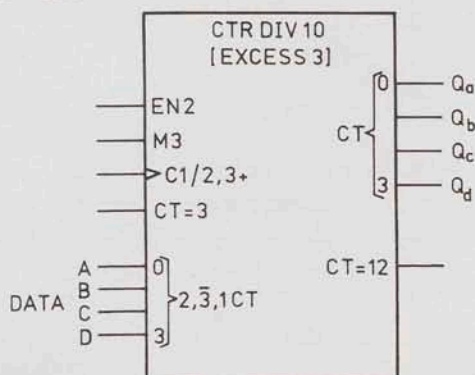 CTR DIV 10
[EXCESS 3]
EN2
M3
C1/2,3+
CT=3
A
B
C
D
DATA
0
3
2,3̅,1CT
CT
0
3
Qa
Qb
Qc
Qd
CT=12